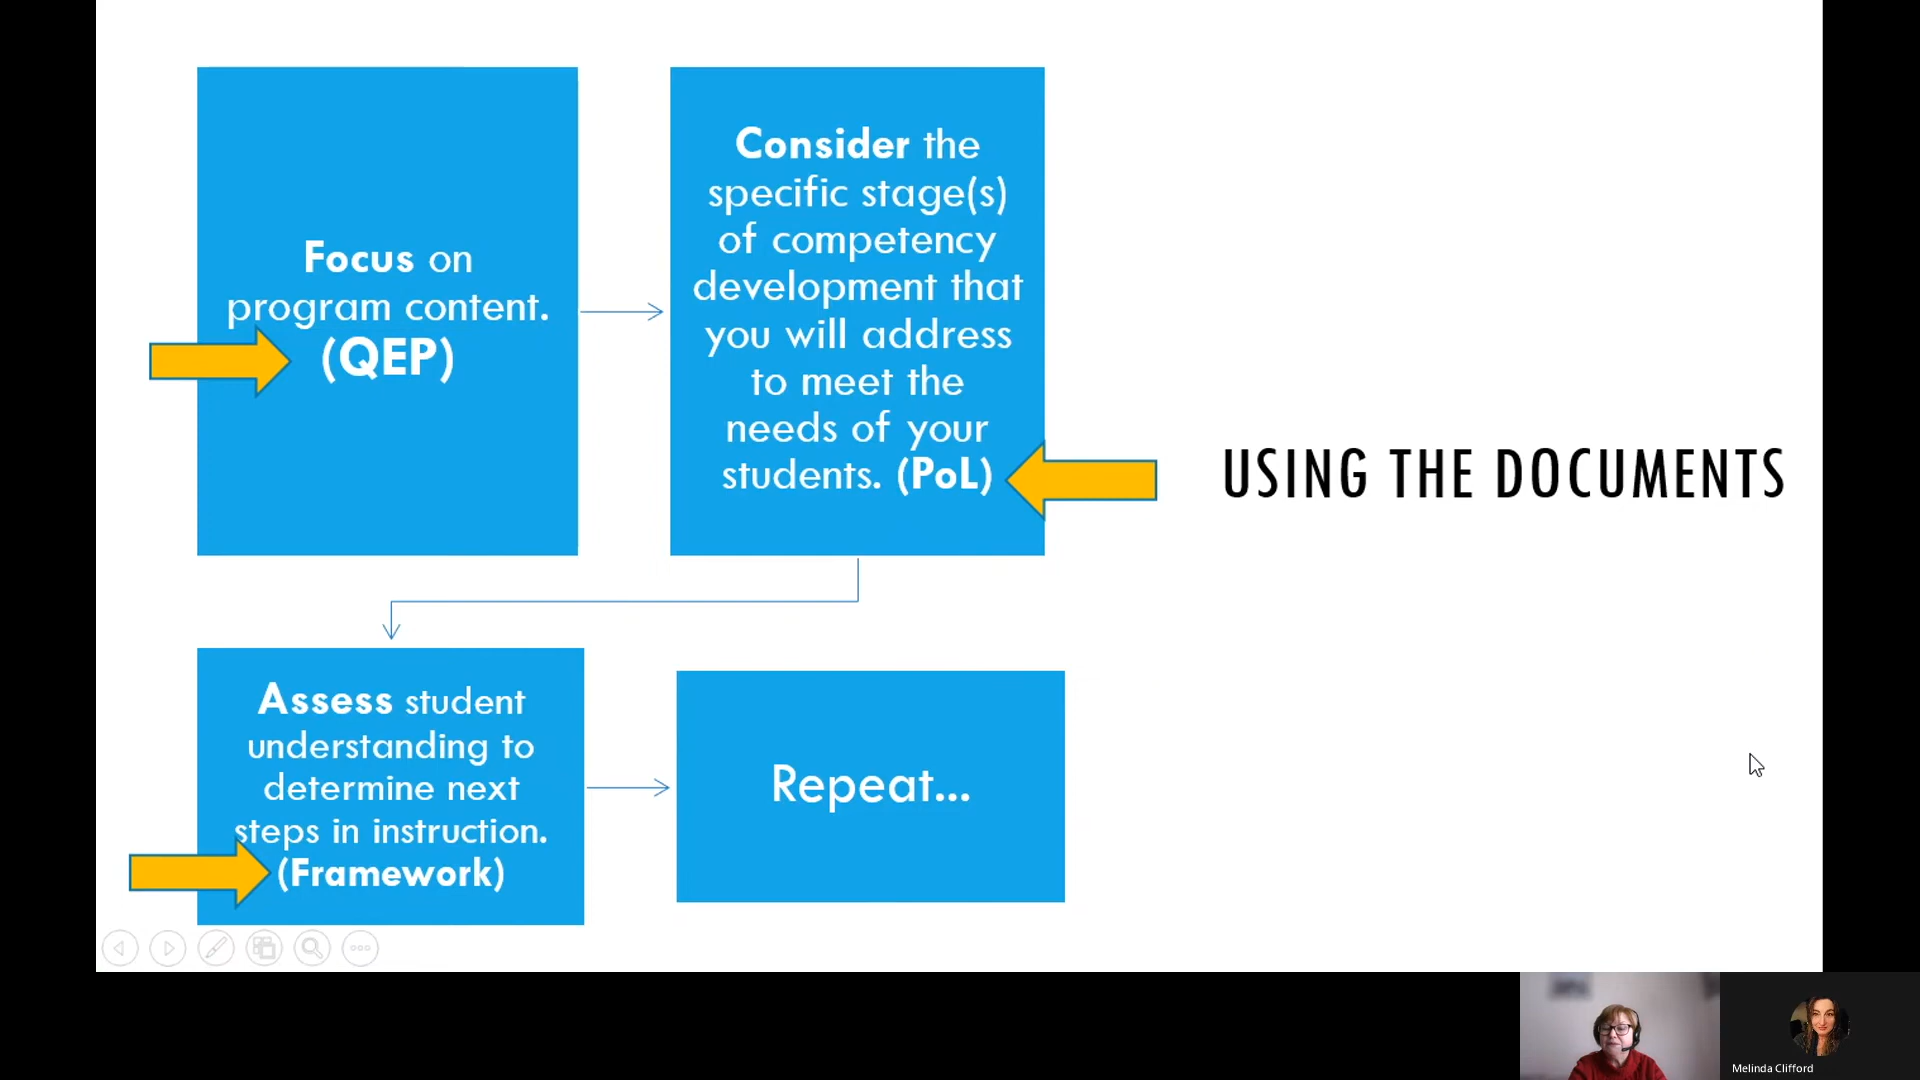 Focus on
program content.
(QEP)
Consider the
specific stage(s)
of competency
development that
you will address
to meet the
needs of your
students. (PoL)
USING THE DOCUMENTS
Assess student
understanding to
determine next
steps in instruction.
(Framework)
Repeat...
Melinda Clifford